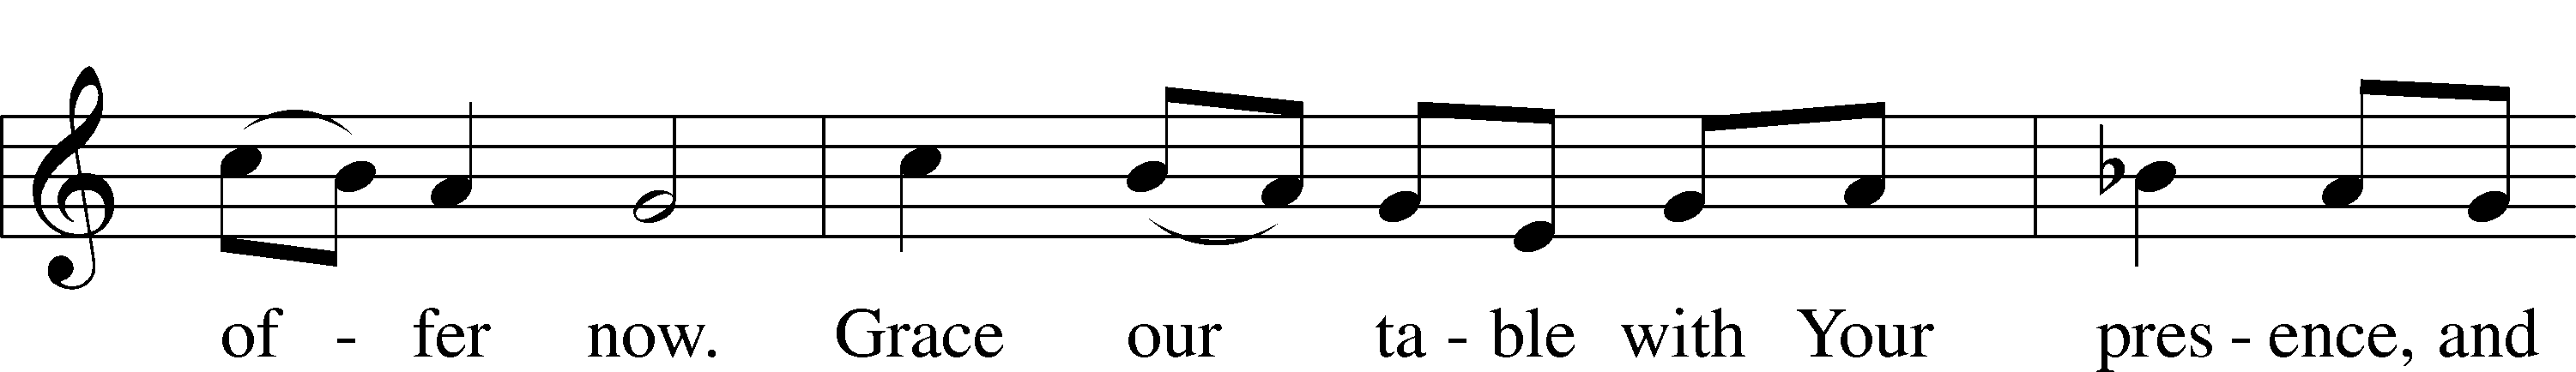 of - fer now. Grace our ta - ble with Your pres - ence, and